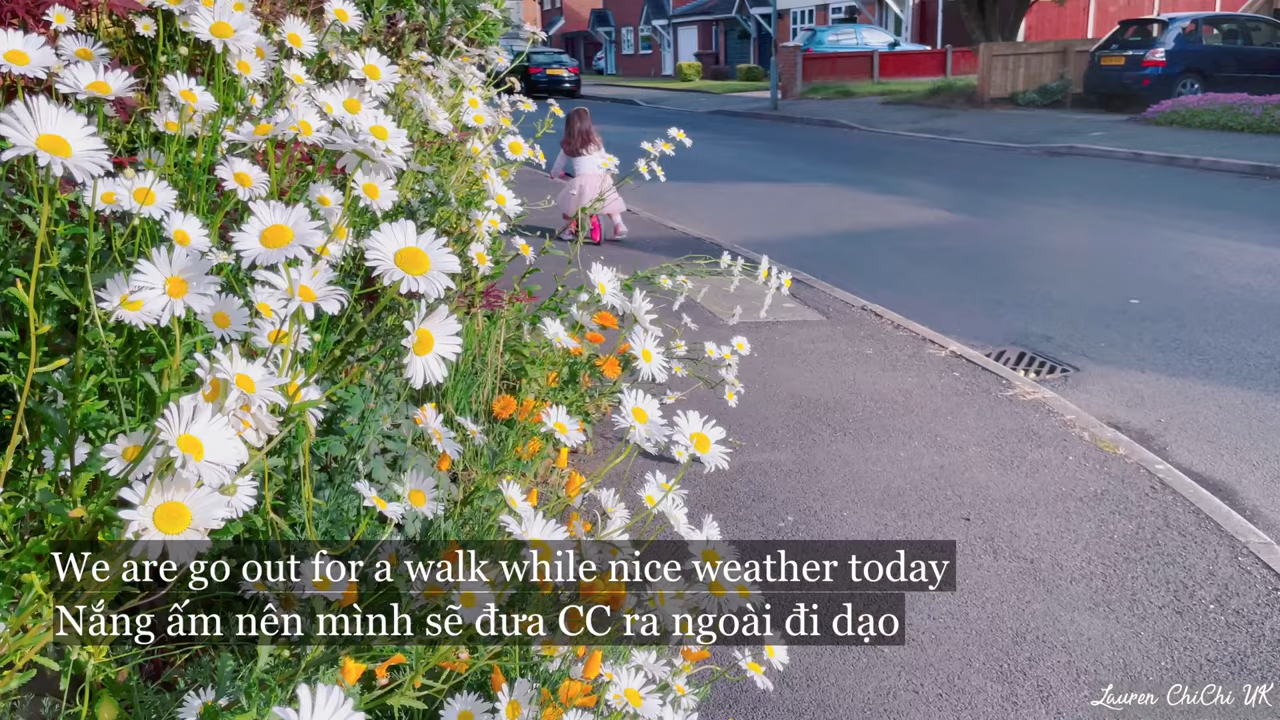 We are go out for a walk while nice weather today
Nắng ấm nên mình sẽ đưa CC ra ngoài đi dạo
Lauren ChiChi UK